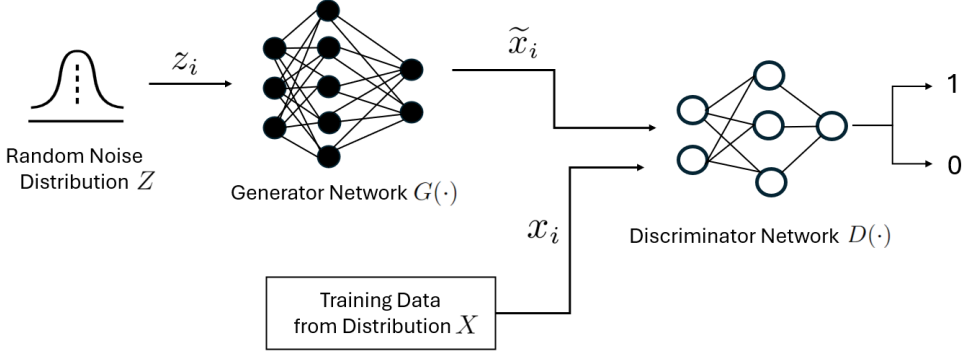 z_i
x̃_i
1
0
Random Noise
Distribution Z
Generator Network G(·)
x_i
Discriminator Network D(·)
Training Data
from Distribution X